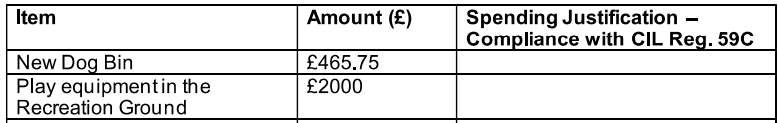 Item Amount (£) Spending Justification –
Compliance with CIL Reg. 59C
New Dog Bin £465.75
Play equipment in the £2000
Recreation Ground